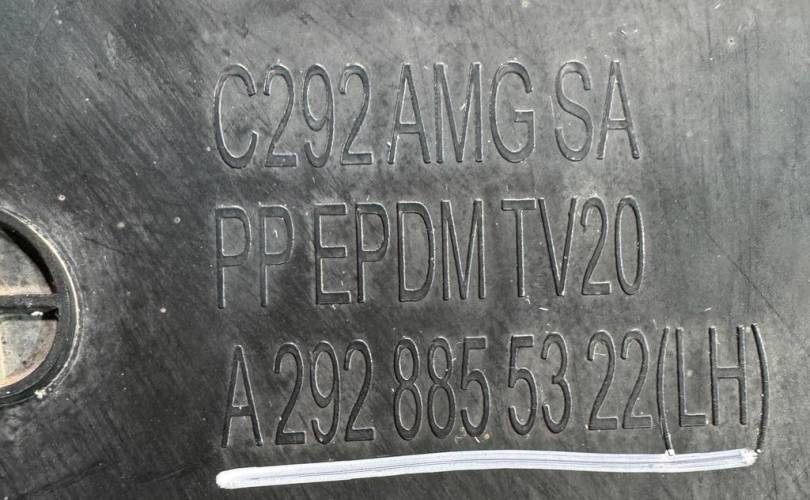 C292 AMG SA
PP EPDM TV20
A 292 885 53 22(LH)